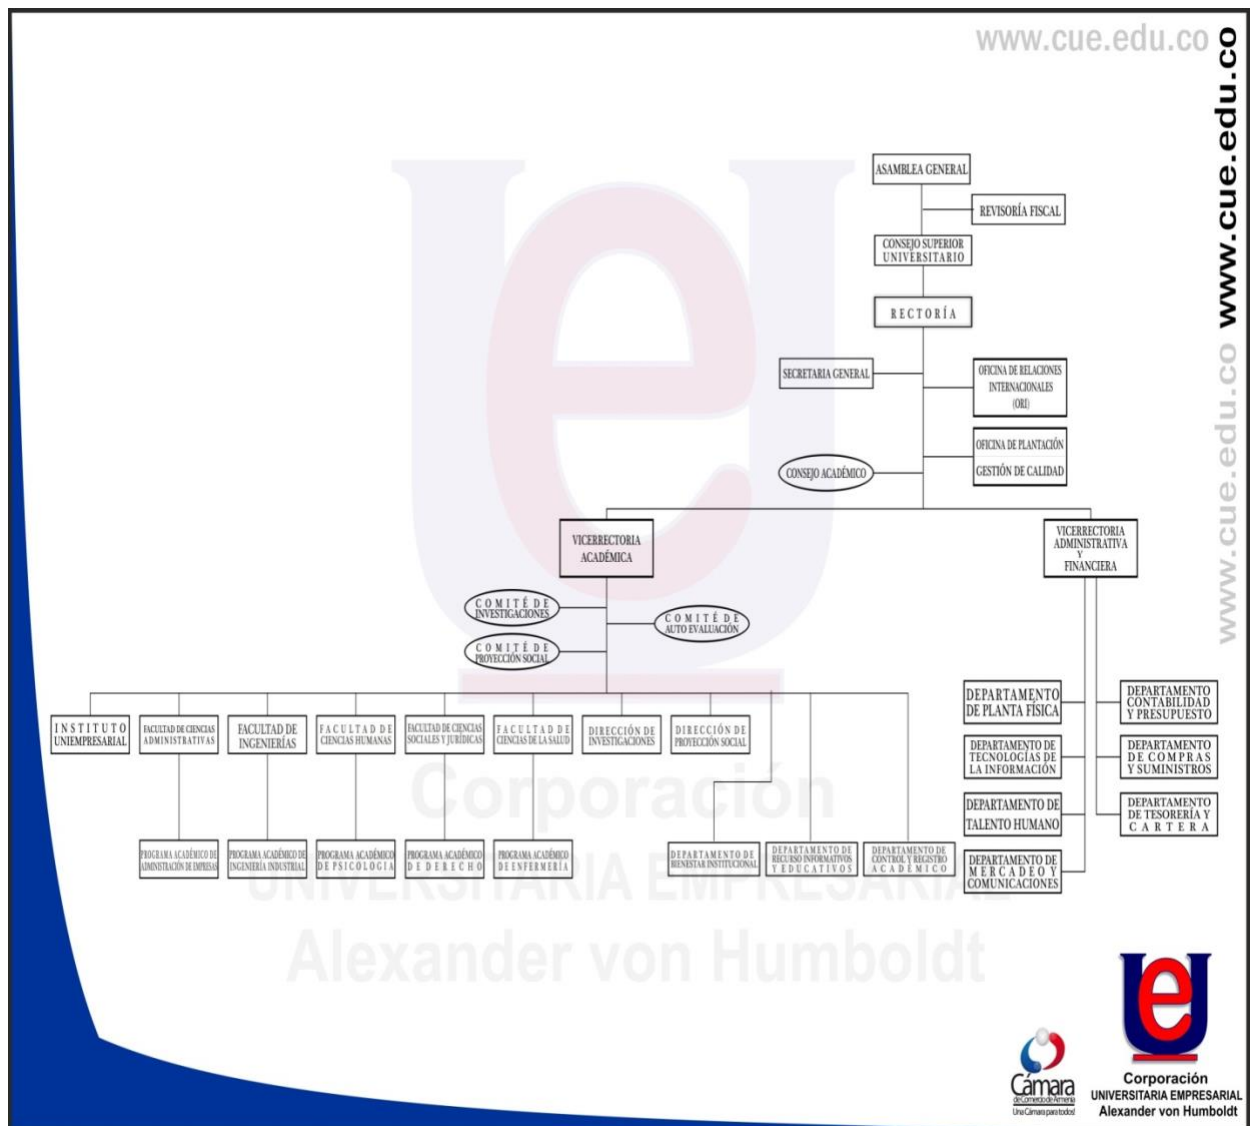 www.cue.edu.co
www.cue.edu.co
www.cue.edu.co
www.cue.edu.co
ASAMBLEA GENERAL
REVISORÍA FISCAL
CONSEJO SUPERIOR
UNIVERSITARIO
RECTORÍA
SECRETARIA GENERAL
OFICINA DE RELACIONES
INTERNACIONALES
(ORI)
OFICINA DE PLANTACIÓN
GESTIÓN DE CALIDAD
CONSEJO ACADÉMICO
VICERRECTORIA
ACADÉMICA
VICERRECTORIA
ADMINISTRATIVA
Y
FINANCIERA
COMITÉ DE
INVESTIGACIONES
COMITÉ DE
AUTO EVALUACIÓN
COMITÉ DE
PROYECCIÓN SOCIAL
INSTITUTO
UNIEMPRESARIAL
FACULTAD DE CIENCIAS
ADMINISTRATIVAS
FACULTAD DE
INGENIERÍAS
FACULTAD DE
CIENCIAS HUMANAS
FACULTAD DE CIENCIAS
SOCIALES Y JURÍDICAS
FACULTAD DE
CIENCIAS DE LA SALUD
DIRECCIÓN DE
INVESTIGACIONES
DIRECCIÓN DE
PROYECCIÓN SOCIAL
DEPARTAMENTO
DE PLANTA FÍSICA
DEPARTAMENTO
CONTABILIDAD
Y PRESUPUESTO
DEPARTAMENTO DE
TECNOLOGÍAS DE
LA INFORMACIÓN
DEPARTAMENTO
DE COMPRAS
Y SUMINISTROS
DEPARTAMENTO DE
TALENTO HUMANO
DEPARTAMENTO
DE TESORERÍA Y
CARTERA
DEPARTAMENTO DE
MERCADEO Y
COMUNICACIONES
PROGRAMA ACADÉMICO DE
ADMINISTRACIÓN DE EMPRESAS
PROGRAMA ACADÉMICO DE
INGENIERÍA INDUSTRIAL
PROGRAMA ACADÉMICO
DE PSICOLOGIA
PROGRAMA ACADÉMICO
DE DERECHO
PROGRAMA ACADÉMICO
DE ENFERMERÍA
DEPARTAMENTO DE
BIENESTAR INSTITUCIONAL
DEPARTAMENTO DE
RECURSO INFORMATIVOS
Y EDUCATIVOS
DEPARTAMENTO DE
CONTROL Y REGISTRO
ACADÉMICO
Corporación
UNIVERSITARIA EMPRESARIAL
Alexander von Humboldt
Cámara
de Comercio de Armenia
Una Cámara para todos!
ue
Corporación
UNIVERSITARIA EMPRESARIAL
Alexander von Humboldt